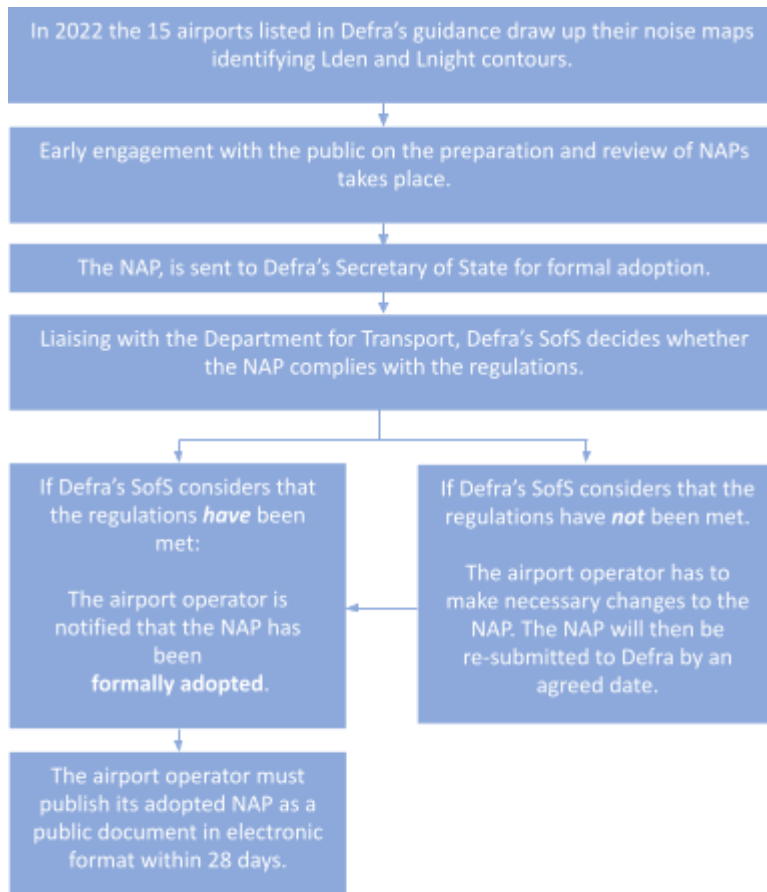 In 2022 the 15 airports listed in Defra's guidance draw up their noise maps
identifying Lden and Lnight contours.
Early engagement with the public on the preparation and review of NAPs
takes place.
The NAP, is sent to Defra's Secretary of State for formal adoption.
Liaising with the Department for Transport, Defra's SofS decides whether
the NAP complies with the regulations.
If Defra's SofS considers that
the regulations have been
met:
The airport operator is
notified that the NAP has
been
formally adopted.
If Defra's SofS considers that the
regulations have not been met.
The airport operator has to
make necessary changes to the
NAP. The NAP will then be
re-submitted to Defra by an
agreed date.
The airport operator must
publish its adopted NAP as a
public document in electronic
format within 28 days.